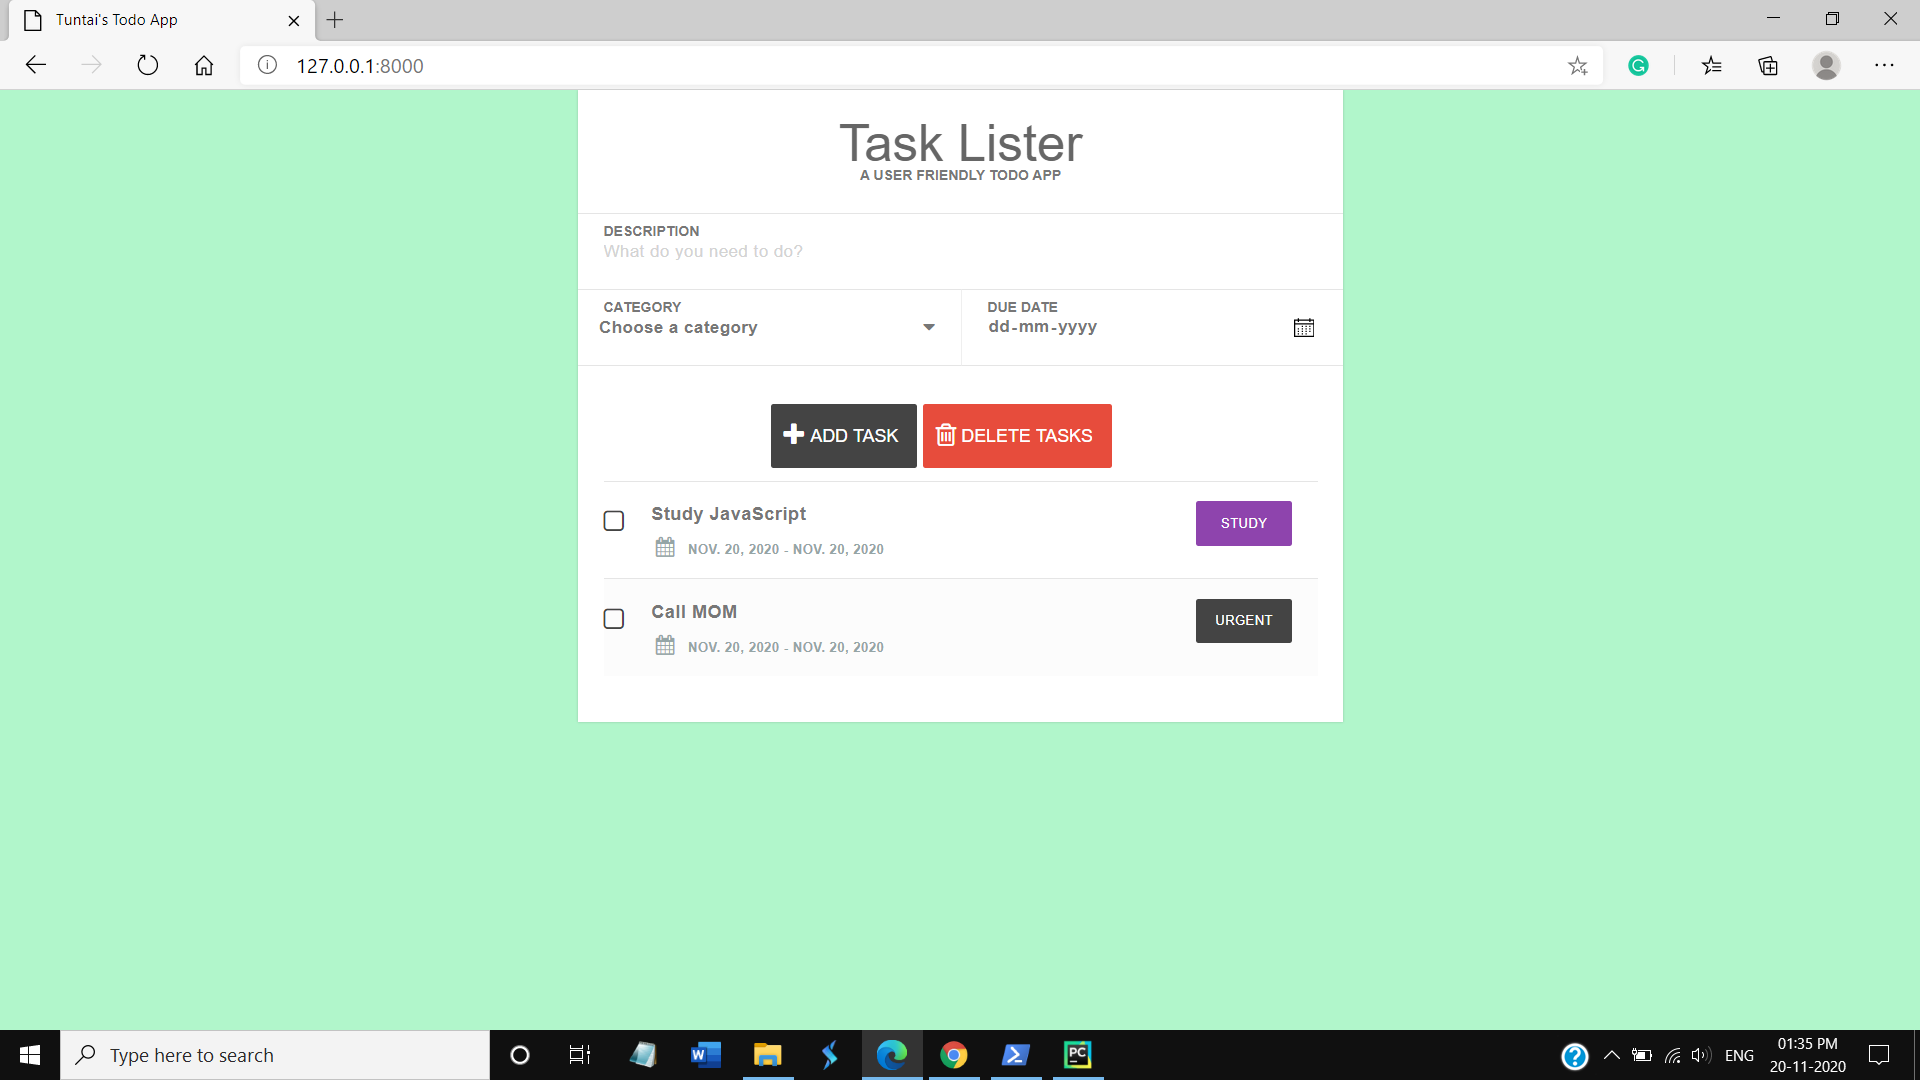 Tuntai's Todo App
127.0.0.1:8000
Task Lister
A USER FRIENDLY TODO APP
DESCRIPTION
What do you need to do?
CATEGORY
Choose a category
DUE DATE
dd-mm-yyyy
ADD TASK
DELETE TASKS
Study JavaScript
STUDY
NOV. 20, 2020 - NOV. 20, 2020
Call MOM
URGENT
NOV. 20, 2020 - NOV. 20, 2020
Type here to search
W
PC
ENG
01:35 PM
20-11-2020